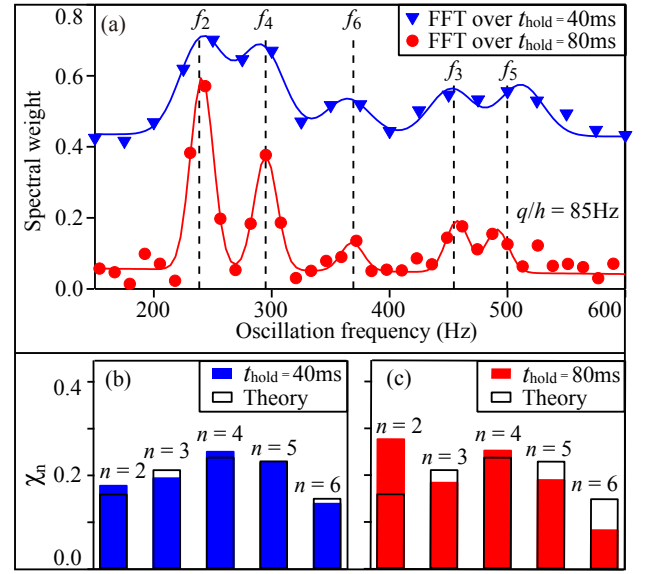 (a)
f2 f4 f6 f3 f5
FFT over thold = 40ms
FFT over thold = 80ms
0.8
0.6
0.4
0.2
0.0
Spectral weight
q/h = 85Hz
200 300 400 500 600
Oscillation frequency (Hz)
(b)
thold = 40ms
Theory
0.4
0.2
0.0
χn
n = 2
n = 3
n = 4
n = 5
n = 6
(c)
thold = 80ms
Theory
n = 2
n = 3
n = 4
n = 5
n = 6